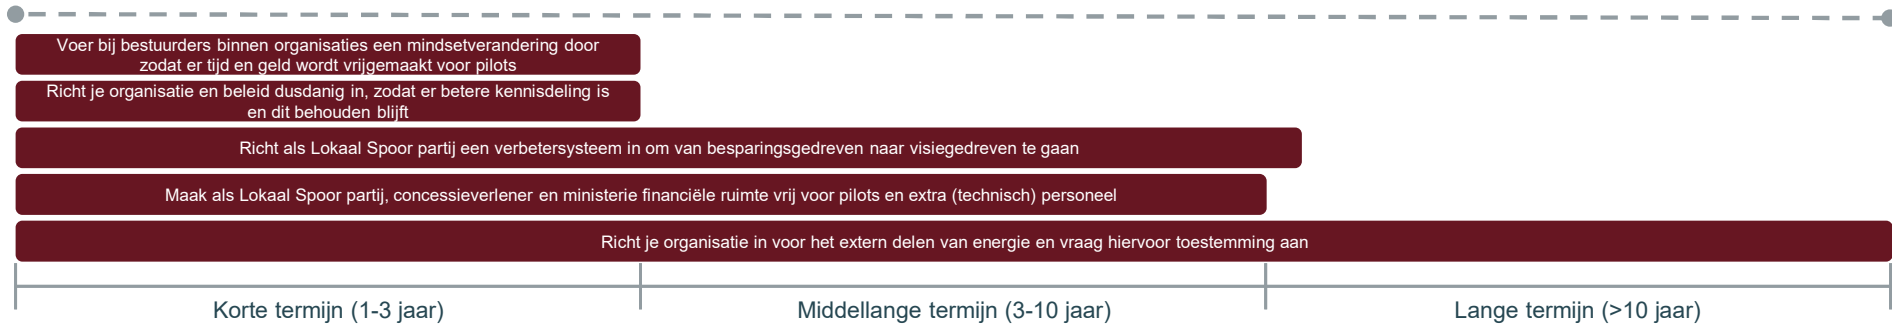 Voer bij bestuurders binnen organisaties een mindsetverandering door
zodat er tijd en geld wordt vrijgemaakt voor pilots
Richt je organisatie en beleid dusdanig in, zodat er betere kennisdeling is
en dit behouden blijft
Richt als Lokaal Spoor partij een verbetersysteem in om van besparingsgedreven naar visiegedreven te gaan
Maak als Lokaal Spoor partij, concessieverlener en ministerie financiële ruimte vrij voor pilots en extra (technisch) personeel
Richt je organisatie in voor het extern delen van energie en vraag hiervoor toestemming aan
Korte termijn (1-3 jaar)
Middellange termijn (3-10 jaar)
Lange termijn (>10 jaar)